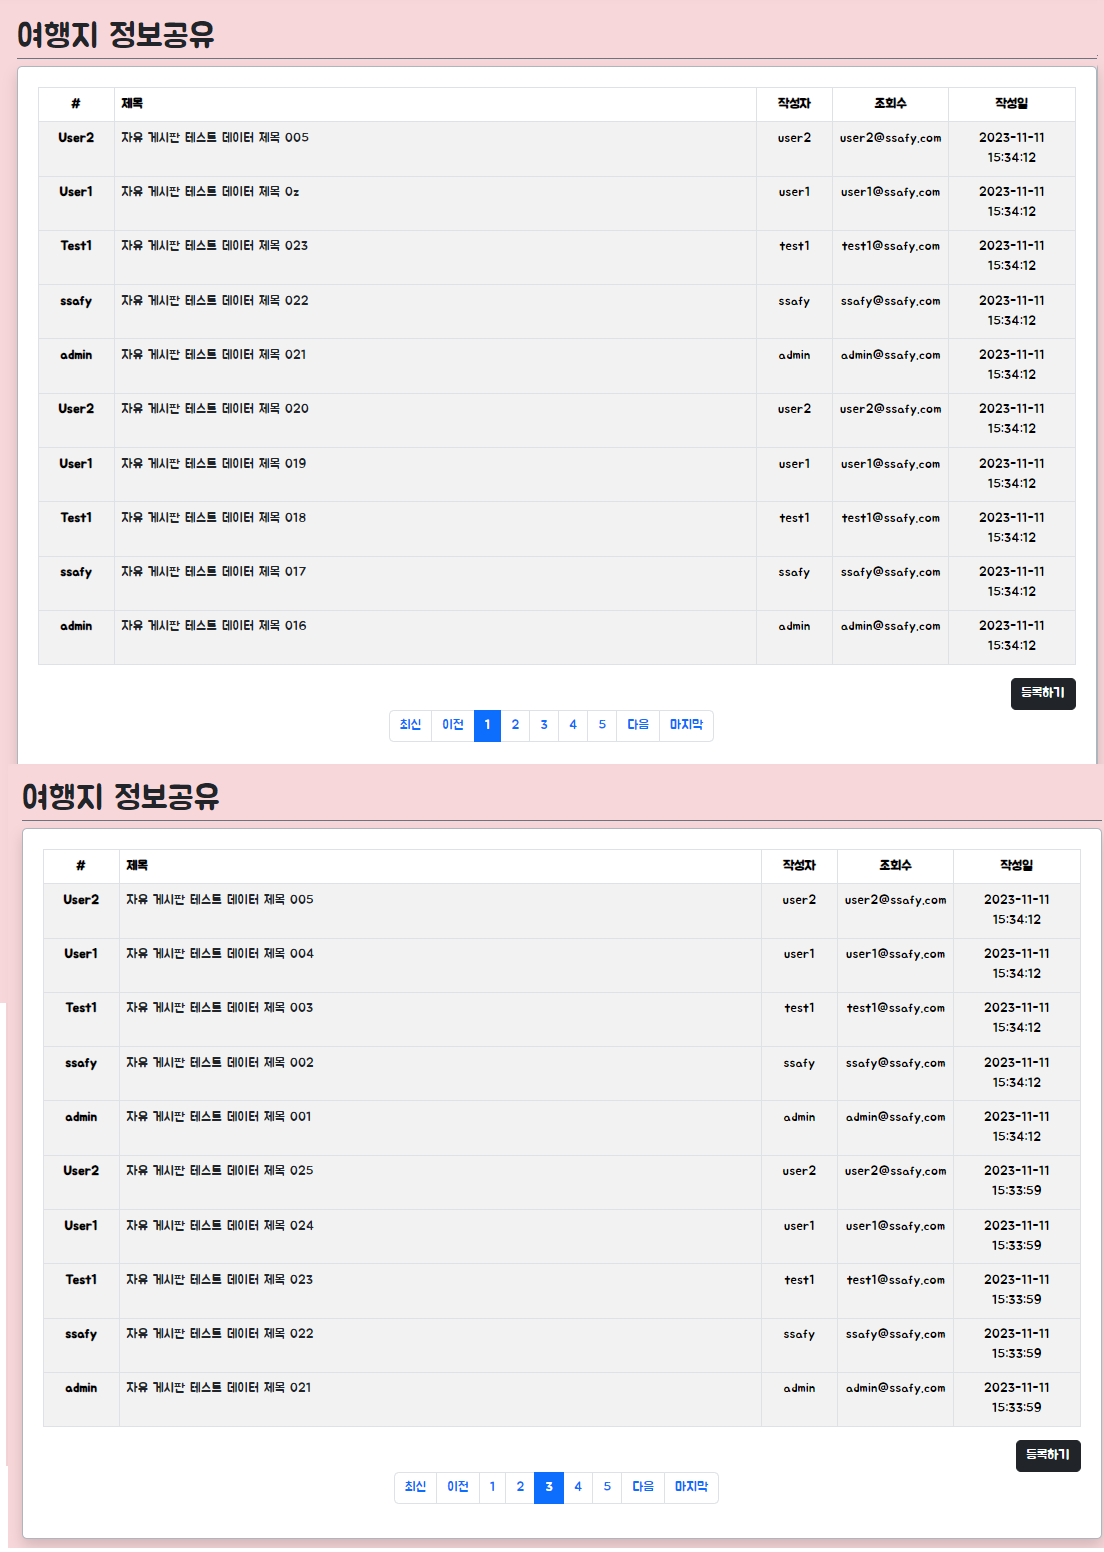 여행지 정보공유
# 제목 작성자 조회수 작성일
User2 자유 게시판 테스트 데이터 제목 005 user2 user2@ssafy.com 2023-11-11
15:34:12
User1 자유 게시판 테스트 데이터 제목 0z user1 user1@ssafy.com 2023-11-11
15:34:12
Test1 자유 게시판 테스트 데이터 제목 023 test1 test1@ssafy.com 2023-11-11
15:34:12
ssafy 자유 게시판 테스트 데이터 제목 022 ssafy ssafy@ssafy.com 2023-11-11
15:34:12
admin 자유 게시판 테스트 데이터 제목 021 admin admin@ssafy.com 2023-11-11
15:34:12
User2 자유 게시판 테스트 데이터 제목 020 user2 user2@ssafy.com 2023-11-11
15:34:12
User1 자유 게시판 테스트 데이터 제목 019 user1 user1@ssafy.com 2023-11-11
15:34:12
Test1 자유 게시판 테스트 데이터 제목 018 test1 test1@ssafy.com 2023-11-11
15:34:12
ssafy 자유 게시판 테스트 데이터 제목 017 ssafy ssafy@ssafy.com 2023-11-11
15:34:12
admin 자유 게시판 테스트 데이터 제목 016 admin admin@ssafy.com 2023-11-11
15:34:12
등록하기
최신 이전 1 2 3 4 5 다음 마지막
여행지 정보공유
# 제목 작성자 조회수 작성일
User2 자유 게시판 테스트 데이터 제목 005 user2 user2@ssafy.com 2023-11-11
15:34:12
User1 자유 게시판 테스트 데이터 제목 004 user1 user1@ssafy.com 2023-11-11
15:34:12
Test1 자유 게시판 테스트 데이터 제목 003 test1 test1@ssafy.com 2023-11-11
15:34:12
ssafy 자유 게시판 테스트 데이터 제목 002 ssafy ssafy@ssafy.com 2023-11-11
15:34:12
admin 자유 게시판 테스트 데이터 제목 001 admin admin@ssafy.com 2023-11-11
15:34:12
User2 자유 게시판 테스트 데이터 제목 025 user2 user2@ssafy.com 2023-11-11
15:33:59
User1 자유 게시판 테스트 데이터 제목 024 user1 user1@ssafy.com 2023-11-11
15:33:59
Test1 자유 게시판 테스트 데이터 제목 023 test1 test1@ssafy.com 2023-11-11
15:33:59
ssafy 자유 게시판 테스트 데이터 제목 022 ssafy ssafy@ssafy.com 2023-11-11
15:33:59
admin 자유 게시판 테스트 데이터 제목 021 admin admin@ssafy.com 2023-11-11
15:33:59
등록하기
최신 이전 1 2 3 4 5 다음 마지막